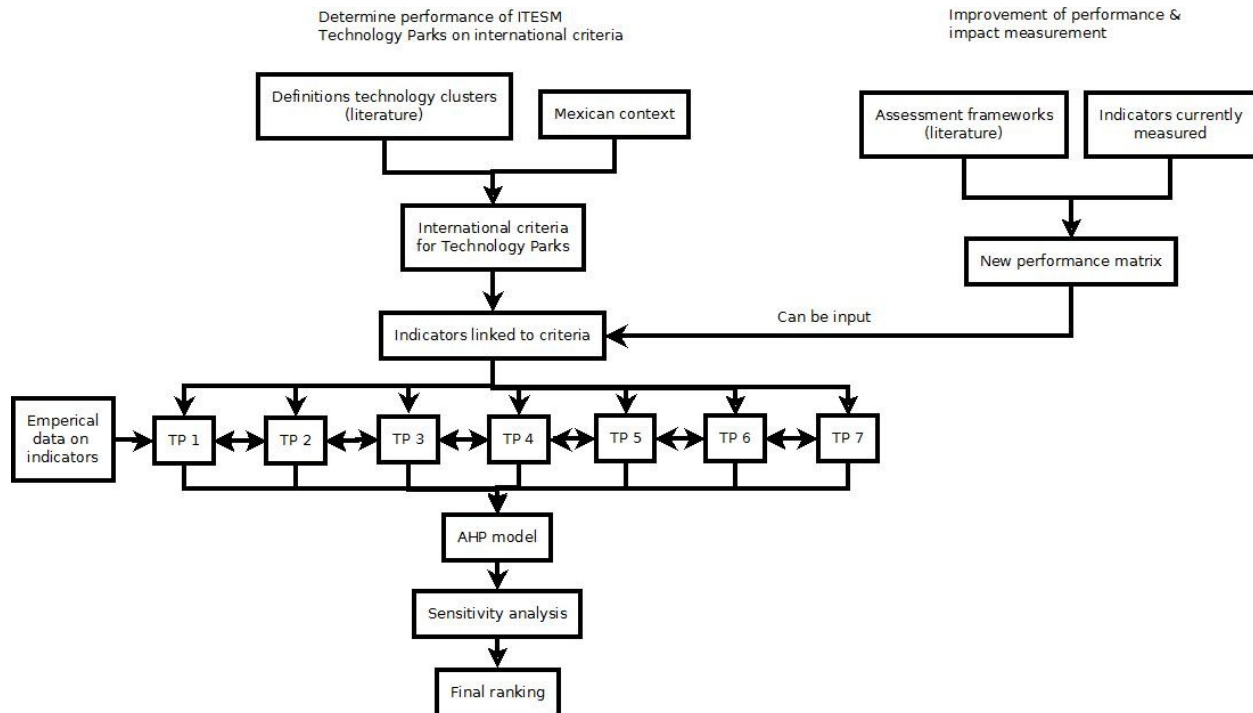 Determine performance of ITESM
Technology Parks on international criteria
Improvement of performance &
impact measurement
Definitions technology clusters
(literature)
Mexican context
Assessment frameworks
(literature)
Indicators currently
measured
International criteria
for Technology Parks
New performance matrix
Can be input
Indicators linked to criteria
Emperical
data on
indicators
TP 1
TP 2
TP 3
TP 4
TP 5
TP 6
TP 7
AHP model
Sensitivity analysis
Final ranking